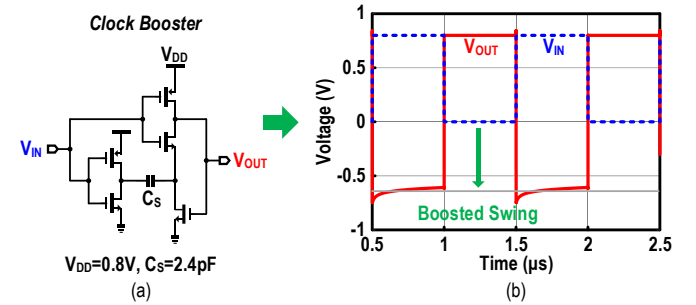 Clock Booster
VDD
VIN
CS
VOUT
VDD=0.8V, CS=2.4pF
(a)
Voltage (V)
1
0.5
0
-0.5
-1
VOUT
VIN
Boosted Swing
0.5
1
1.5
2
2.5
Time (µs)
(b)